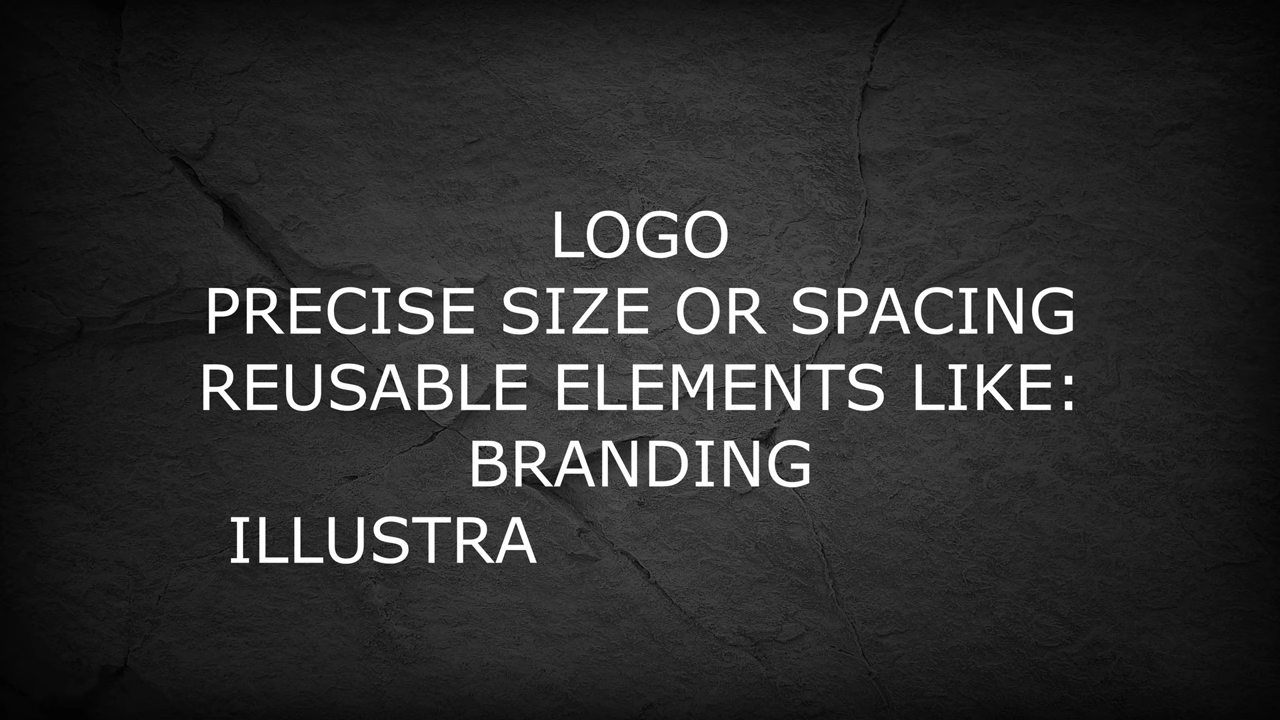 LOGO
PRECISE SIZE OR SPACING
REUSABLE ELEMENTS LIKE:
BRANDING
ILLUSTRA